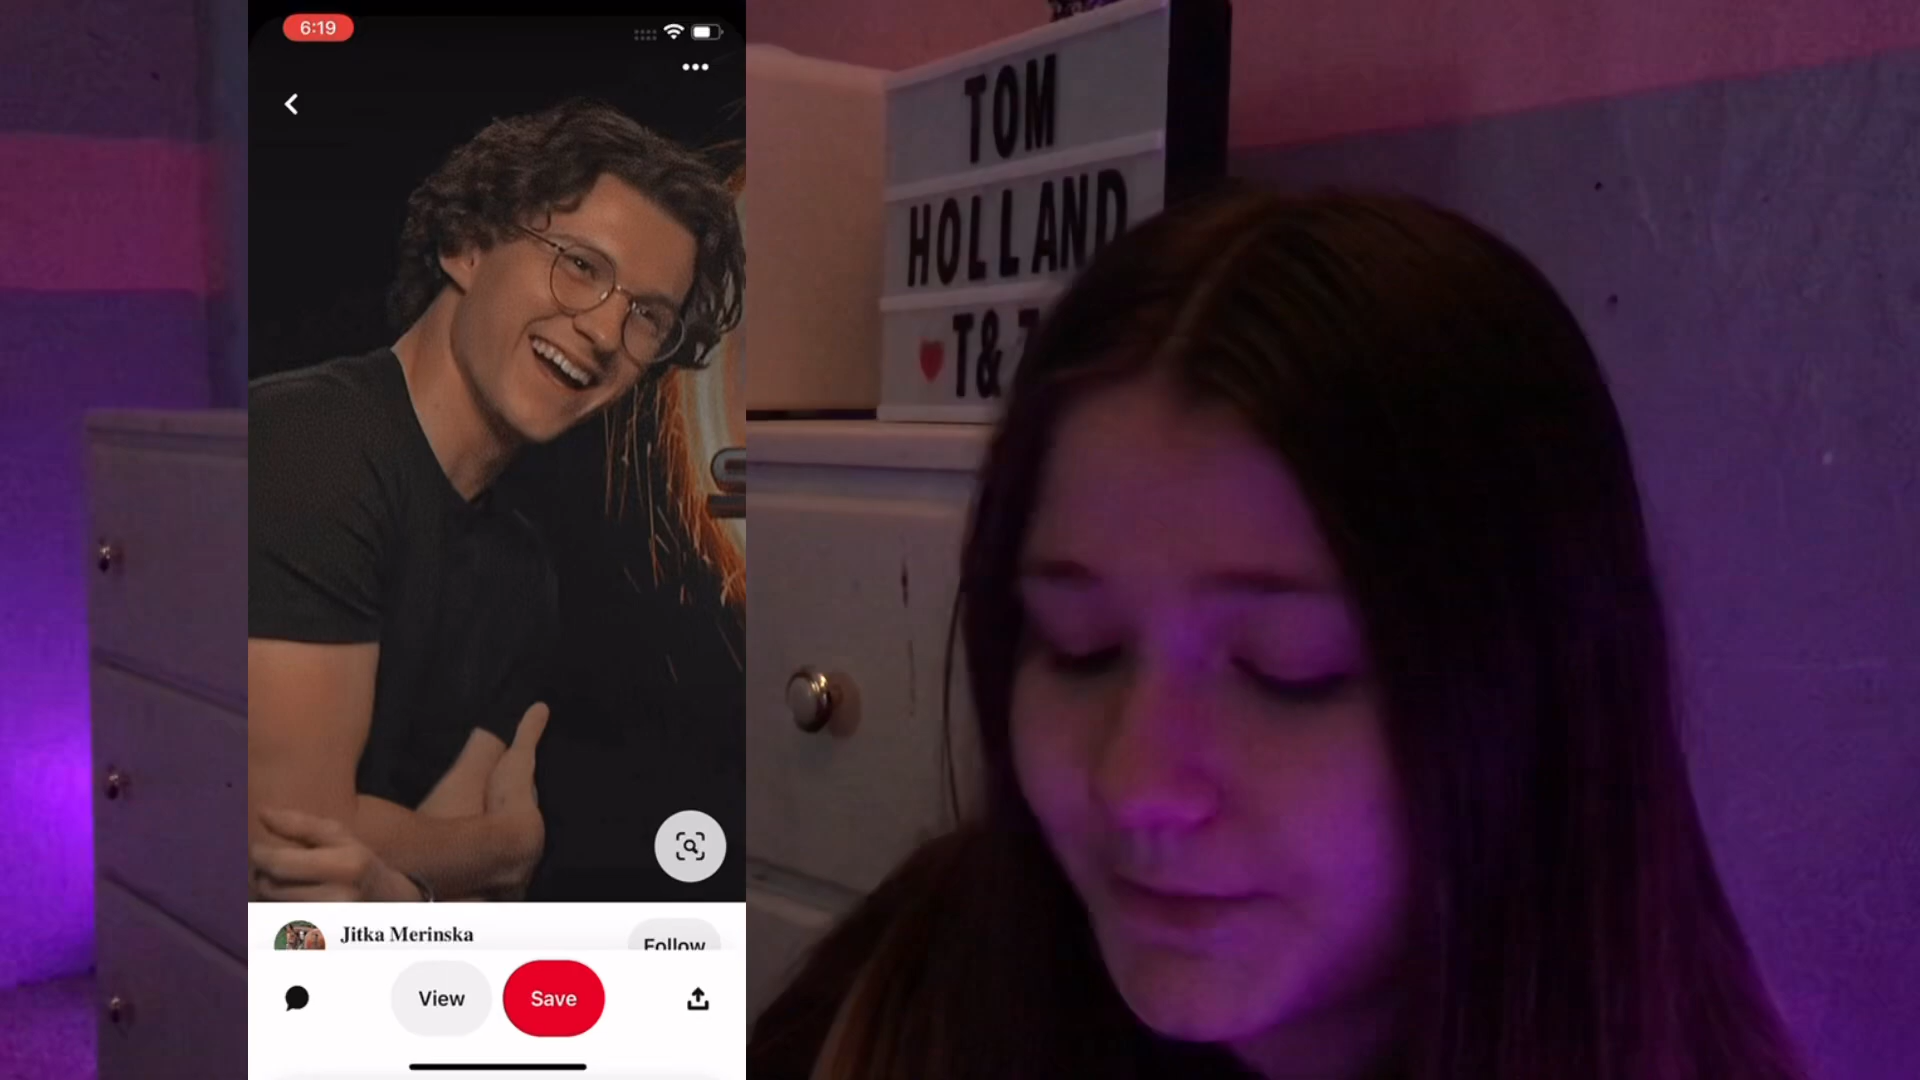 6:19
Jitka Merinska
Follow
View
Save
TOM
HOLLAND
T&